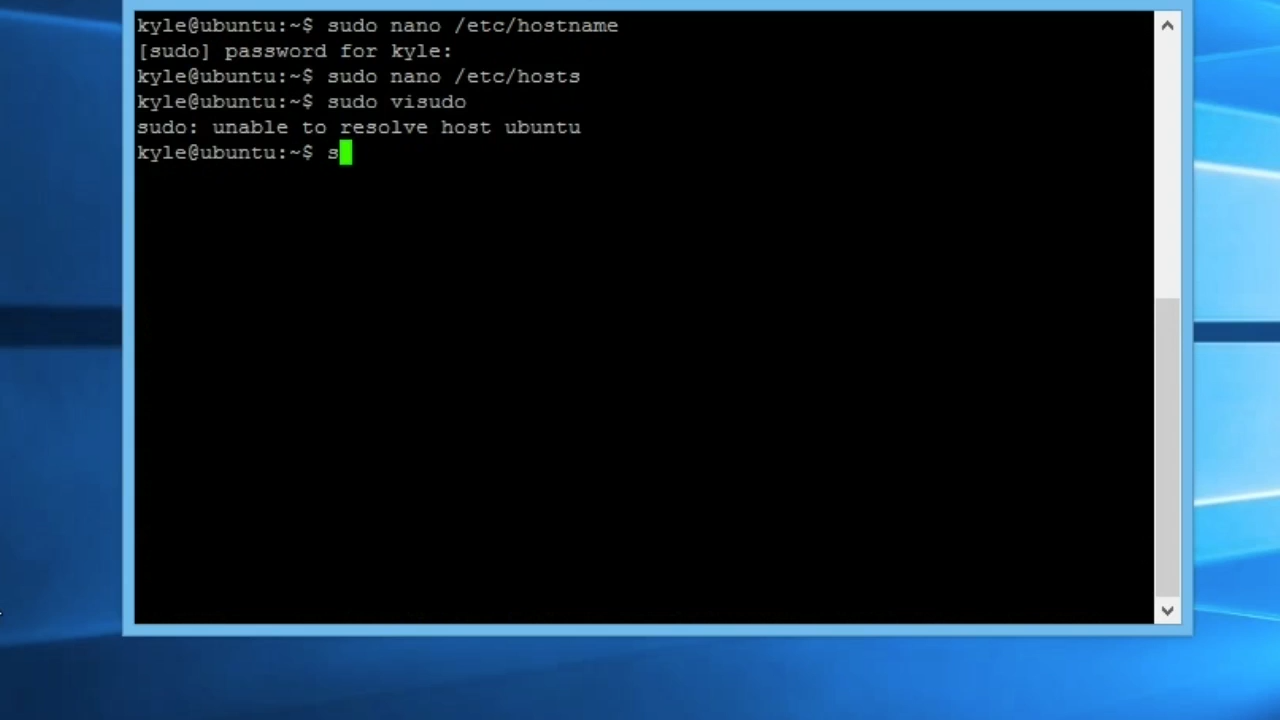 kyle@ubuntu:~$ sudo nano /etc/hostname
[sudo] password for kyle:
kyle@ubuntu:~$ sudo nano /etc/hosts
kyle@ubuntu:~$ sudo visudo
sudo: unable to resolve host ubuntu
kyle@ubuntu:~$ s